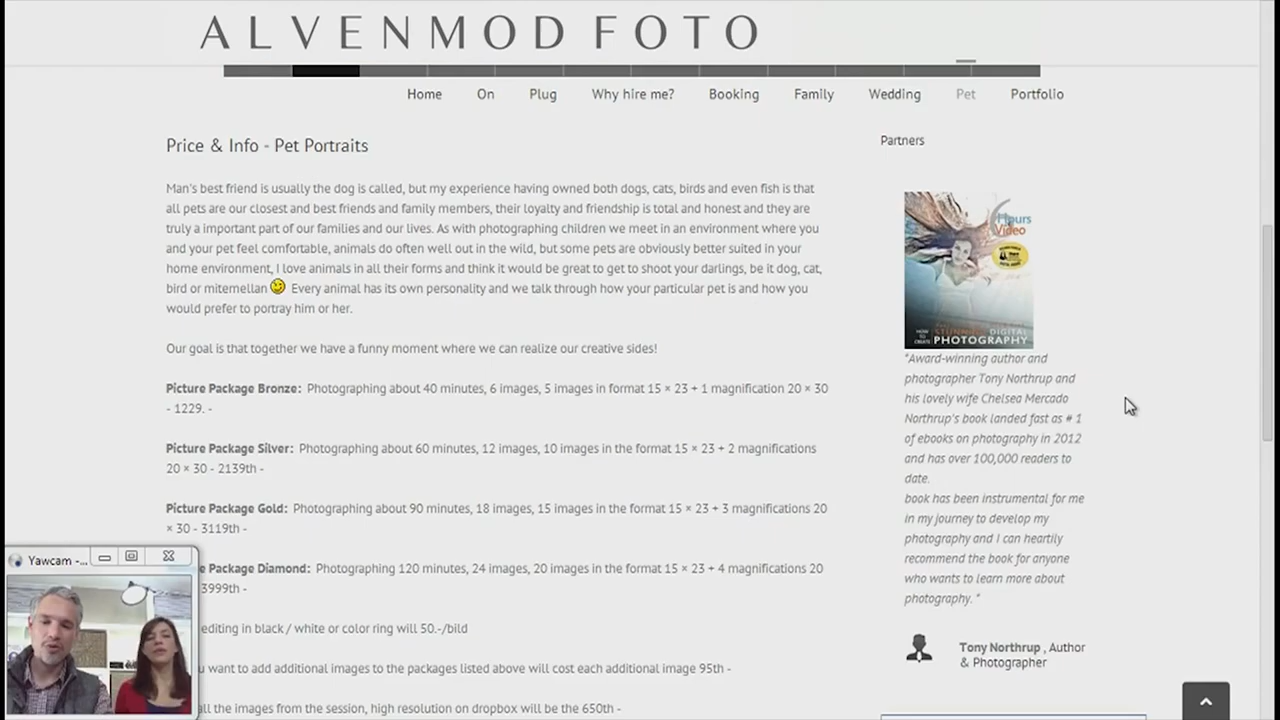 ALVENMOD FOTO
Home On Plug Why hire me? Booking Family Wedding Pet Portfolio
Price & Info - Pet Portraits
Man's best friend is usually the dog is called, but my experience having owned both dogs, cats, birds and even fish is that
all pets are our closest and best friends and family members, their loyalty and friendship is total and honest and they are
truly a important part of our families and our lives. As with photographing children we meet in an environment where you
and your pet feel comfortable, animals do often well out in the wild, but some pets are obviously better suited in your
home environment, I love animals in all their forms and think it would be great to get to shoot your darlings, be it dog, cat,
bird or mitemellan Every animal has its own personality and we talk through how your particular pet is and how you
would prefer to portray him or her.
Our goal is that together we have a funny moment where we can realize our creative sides!
Picture Package Bronze: Photographing about 40 minutes, 6 images, 5 images in format 15 × 23 + 1 magnification 20 × 30
- 1229. -
Picture Package Silver: Photographing about 60 minutes, 12 images, 10 images in the format 15 × 23 + 2 magnifications
20 × 30 - 2139th -
Picture Package Gold: Photographing about 90 minutes, 18 images, 15 images in the format 15 × 23 + 3 magnifications 20
× 30 - 3119th -
Package Diamond: Photographing 120 minutes, 24 images, 20 images in the format 15 × 23 + 4 magnifications 20
3999th -
editing in black / white or color ring will 50.-/bild
want to add additional images to the packages listed above will cost each additional image 95th -
all the images from the session, high resolution on dropbox will be the 650th -
Partners
Hours
Video
HOW TO CREATE STUNNING DIGITAL
PHOTOGRAPHY
"Award-winning author and
photographer Tony Northrup and
his lovely wife Chelsea Mercado
Northrup's book landed fast as # 1
of ebooks on photography in 2012
and has over 100,000 readers to
date.
book has been instrumental for me
in my journey to develop my
photography and I can heartily
recommend the book for anyone
who wants to learn more about
photography. "
Tony Northrup , Author
& Photographer
Yawcam -...